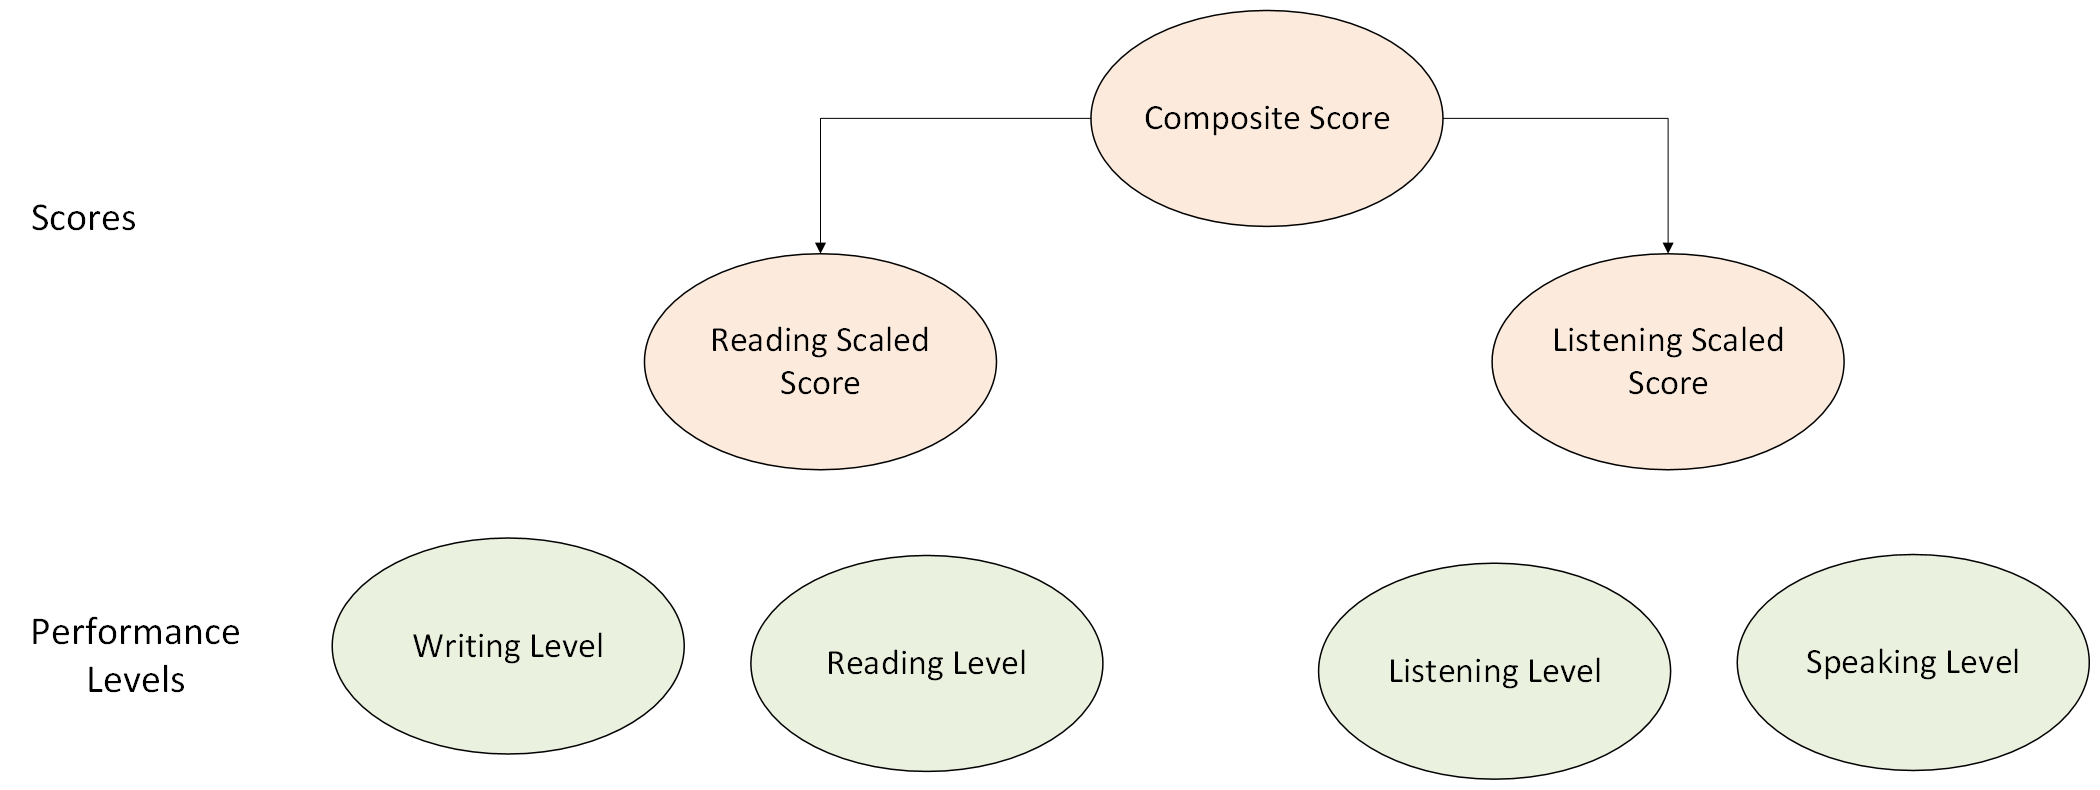 Composite Score
Scores
Reading Scaled
Score
Listening Scaled
Score
Performance
Levels
Writing Level
Reading Level
Listening Level
Speaking Level